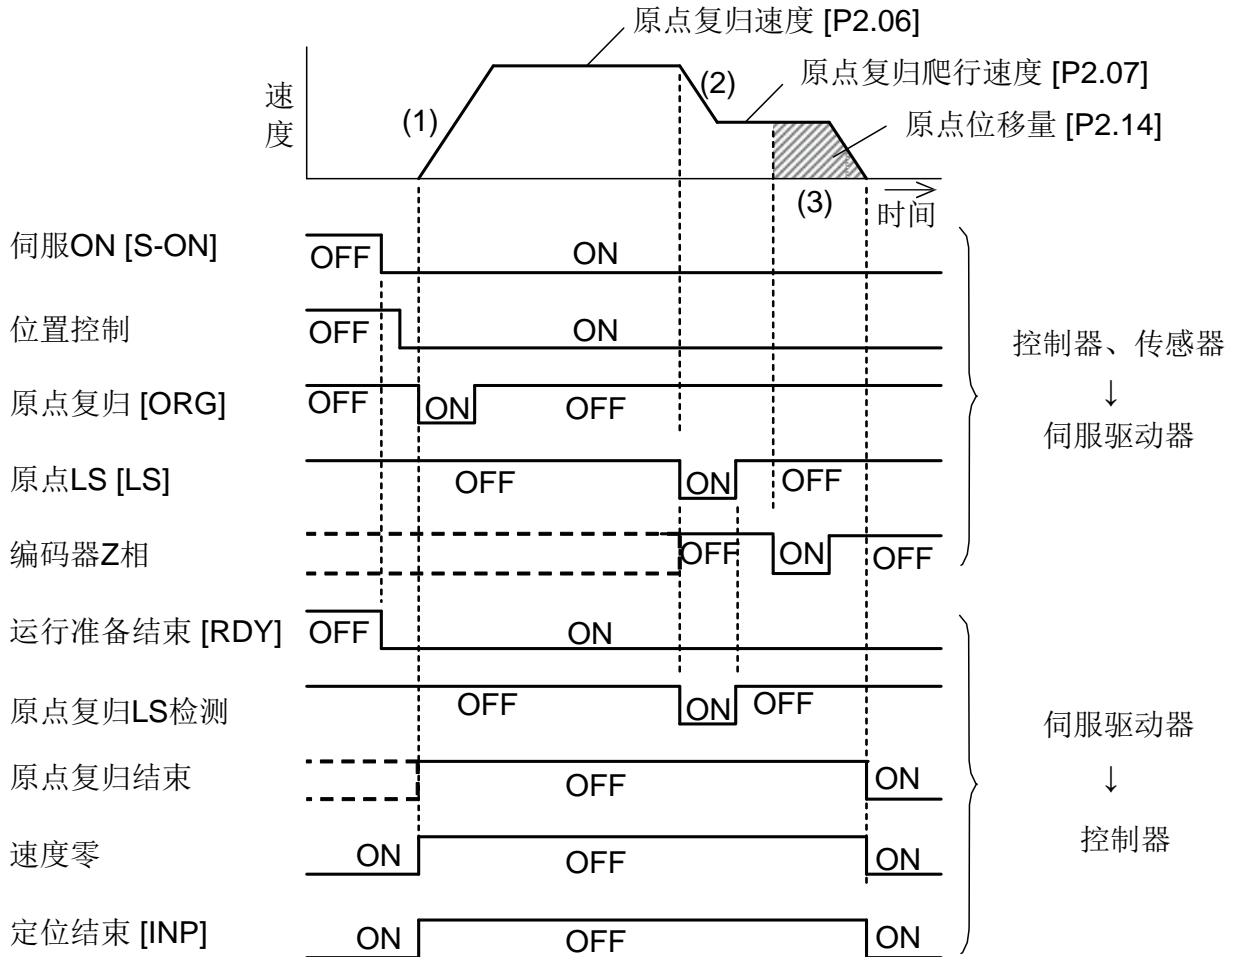 原点复归速度 [P2.06]
原点复归爬行速度 [P2.07]
原点位移量 [P2.14]
速度
(1)
(2)
(3)
时间
伺服ON [S-ON]
OFF
ON
位置控制
OFF
ON
原点复归 [ORG]
OFF
ON
OFF
原点LS [LS]
OFF
ON
OFF
编码器Z相
OFF
ON
OFF
控制器、传感器
↓
伺服驱动器
运行准备结束 [RDY]
OFF
ON
原点复归LS检测
OFF
ON
OFF
原点复归结束
OFF
ON
速度零
ON
OFF
ON
定位结束 [INP]
ON
OFF
ON
伺服驱动器
↓
控制器